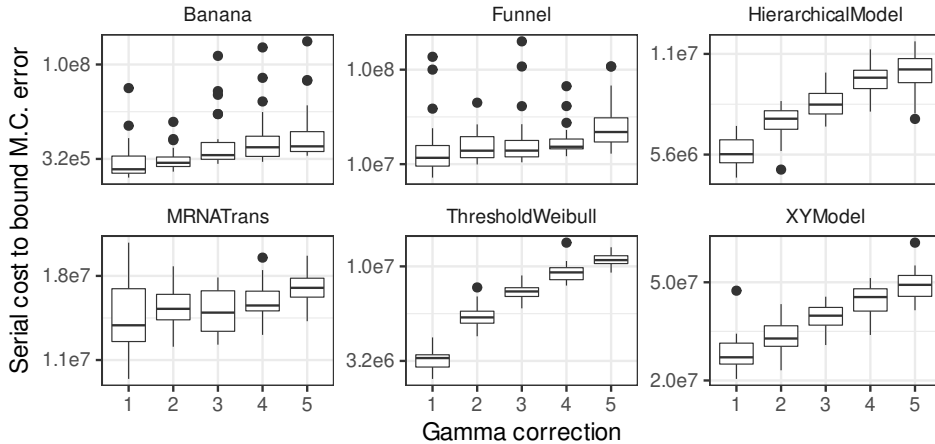 Banana Funnel HierarchicalModel
1.0e8
3.2e5
1.0e8
1.0e7
1.1e7
5.6e6
MRNATrans ThresholdWeibull XYModel
1.8e7
1.1e7
1.0e7
3.2e6
5.0e7
2.0e7
1 2 3 4 5 1 2 3 4 5 1 2 3 4 5
Gamma correction
Serial cost to bound M.C. error